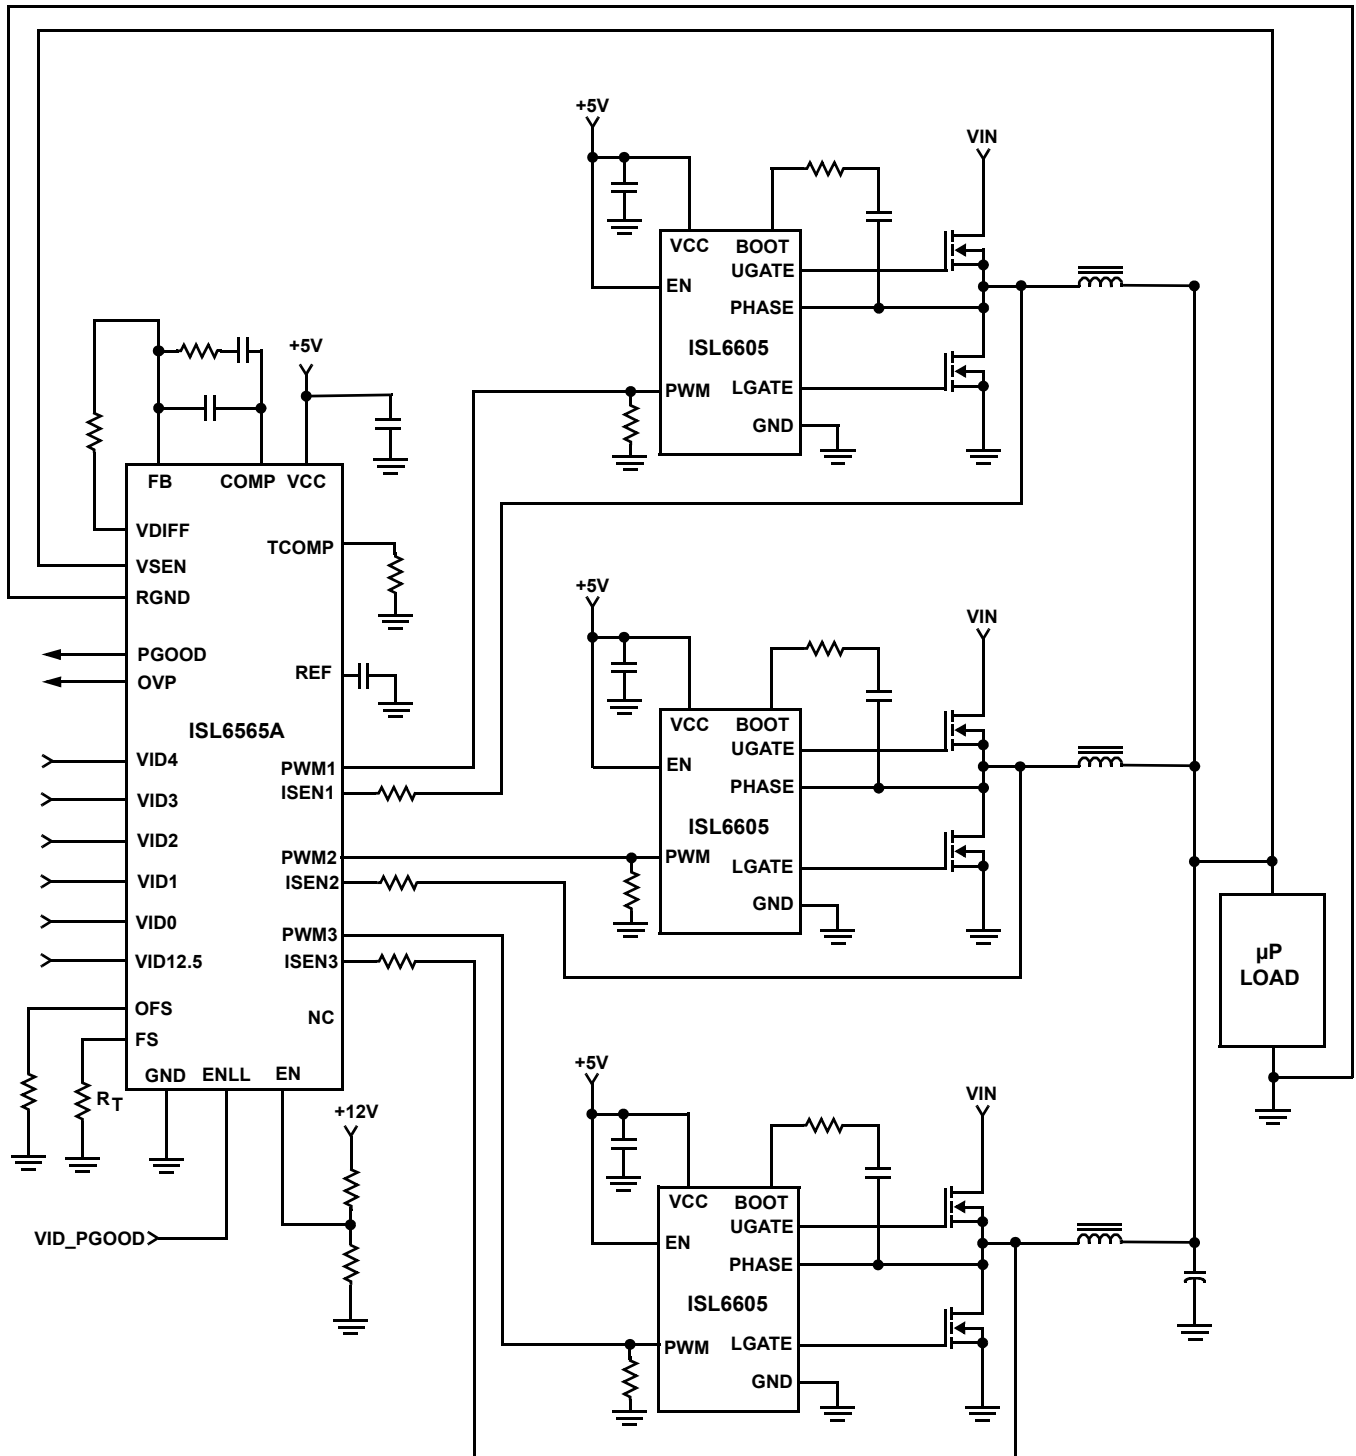 +5V
VIN
VCC
BOOT
UGATE
EN
PHASE
ISL6605
PWM
LGATE
GND
+5V
FB
COMP
VCC
VDIFF
TCOMP
VSEN
RGND
PGOOD
REF
OVP
ISL6565A
VID4
PWM1
VID3
ISEN1
VID2
PWM2
VID1
ISEN2
VID0
PWM3
VID12.5
ISEN3
OFS
NC
FS
GND
ENLL
EN
RT
+12V
VID_PGOOD
+5V
VIN
VCC
BOOT
UGATE
EN
PHASE
ISL6605
PWM
LGATE
GND
µP
LOAD
+5V
VIN
VCC
BOOT
UGATE
EN
PHASE
ISL6605
PWM
LGATE
GND